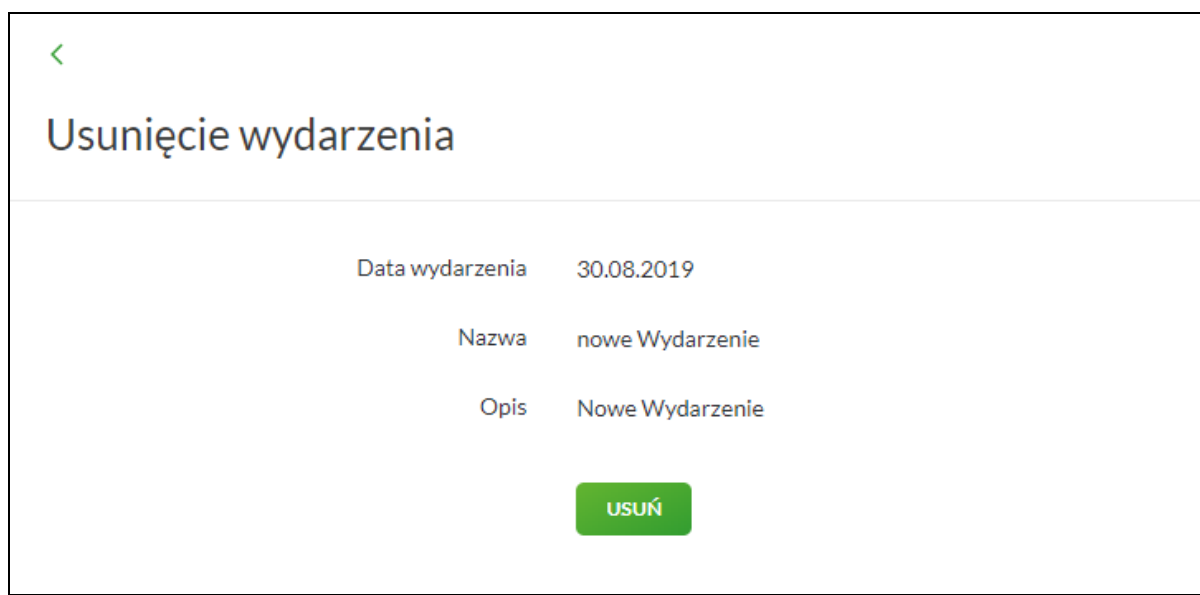 Usunięcie wydarzenia
Data wydarzenia 30.08.2019
Nazwa nowe Wydarzenie
Opis Nowe Wydarzenie
USUŃ